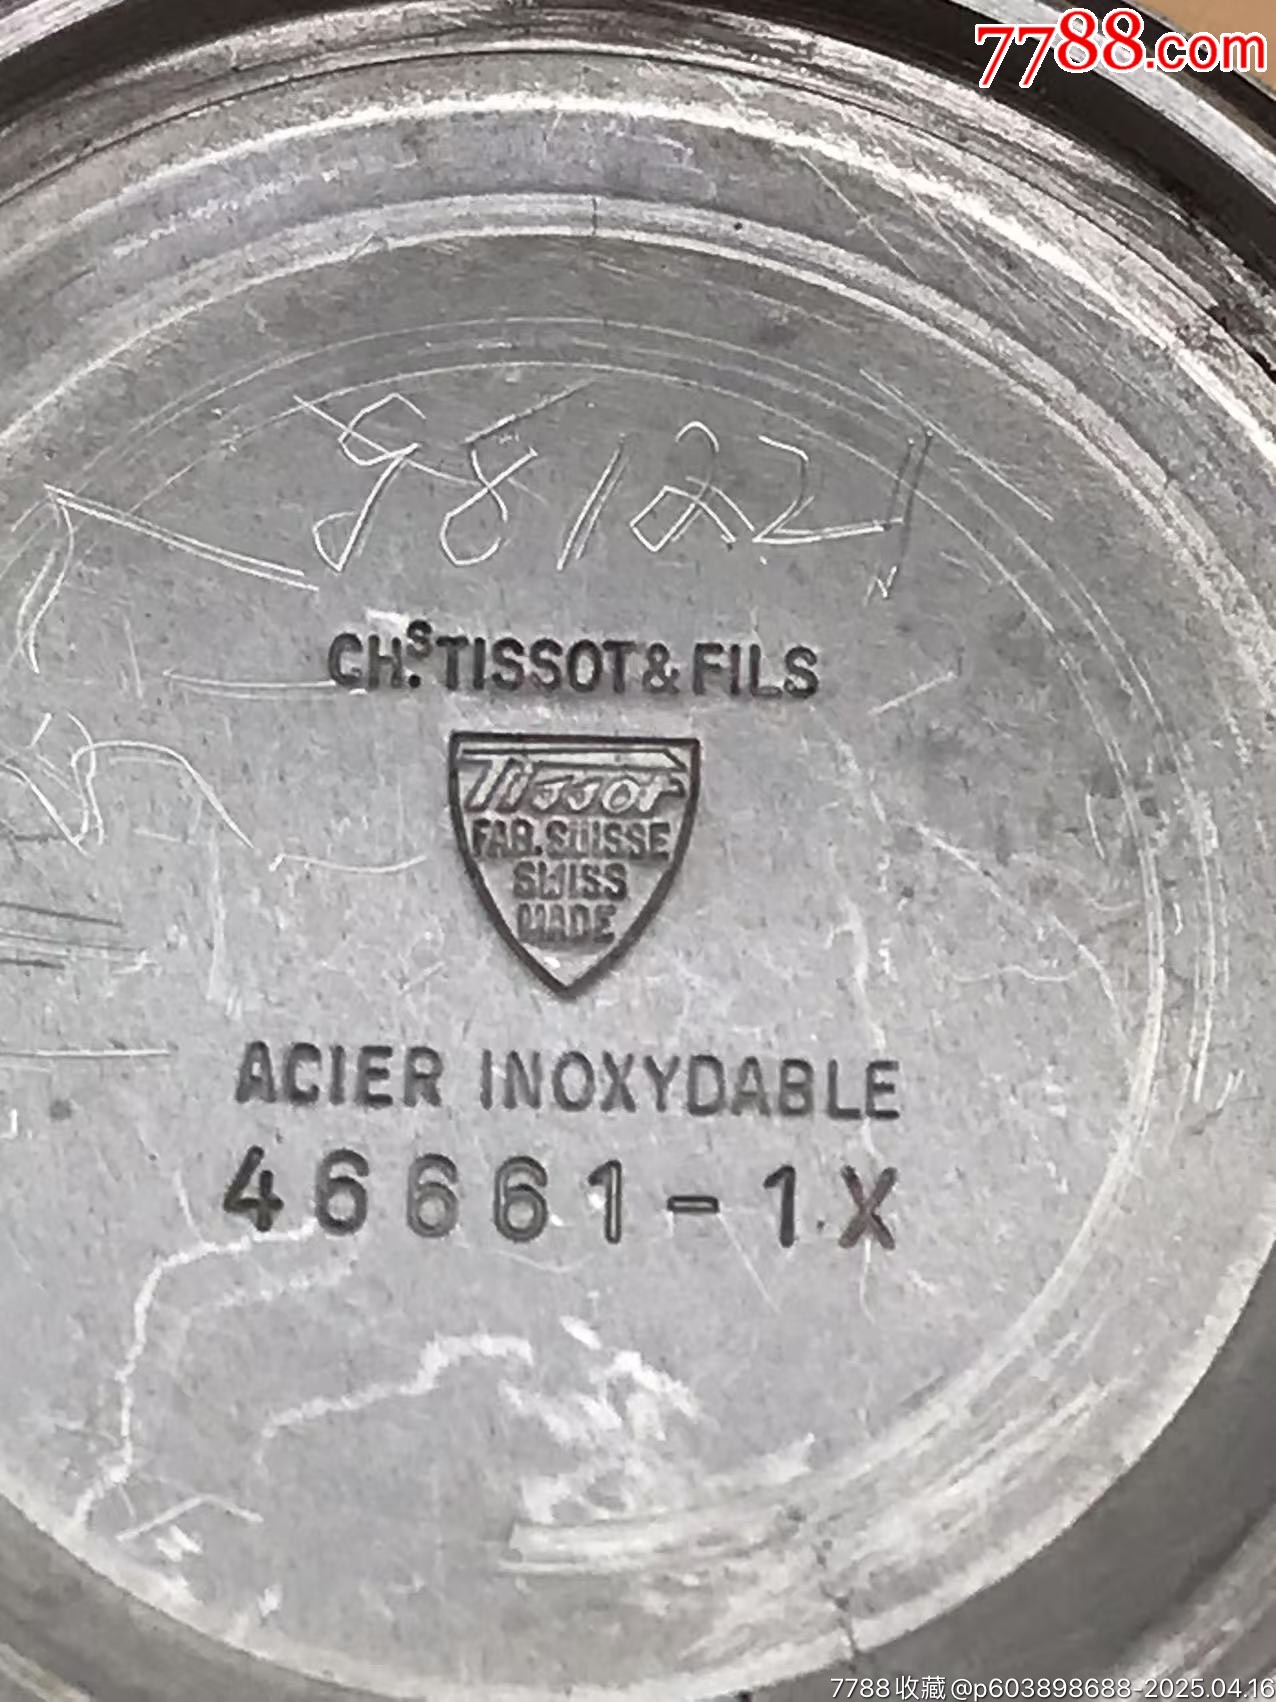 7788.com
981221
CH.S TISSOT & FILS
Tissot
FAB. SUISSE
SWISS
MADE
ACIER INOXYDABLE
46661-1X
7788收藏@p603898688-2025.04.16